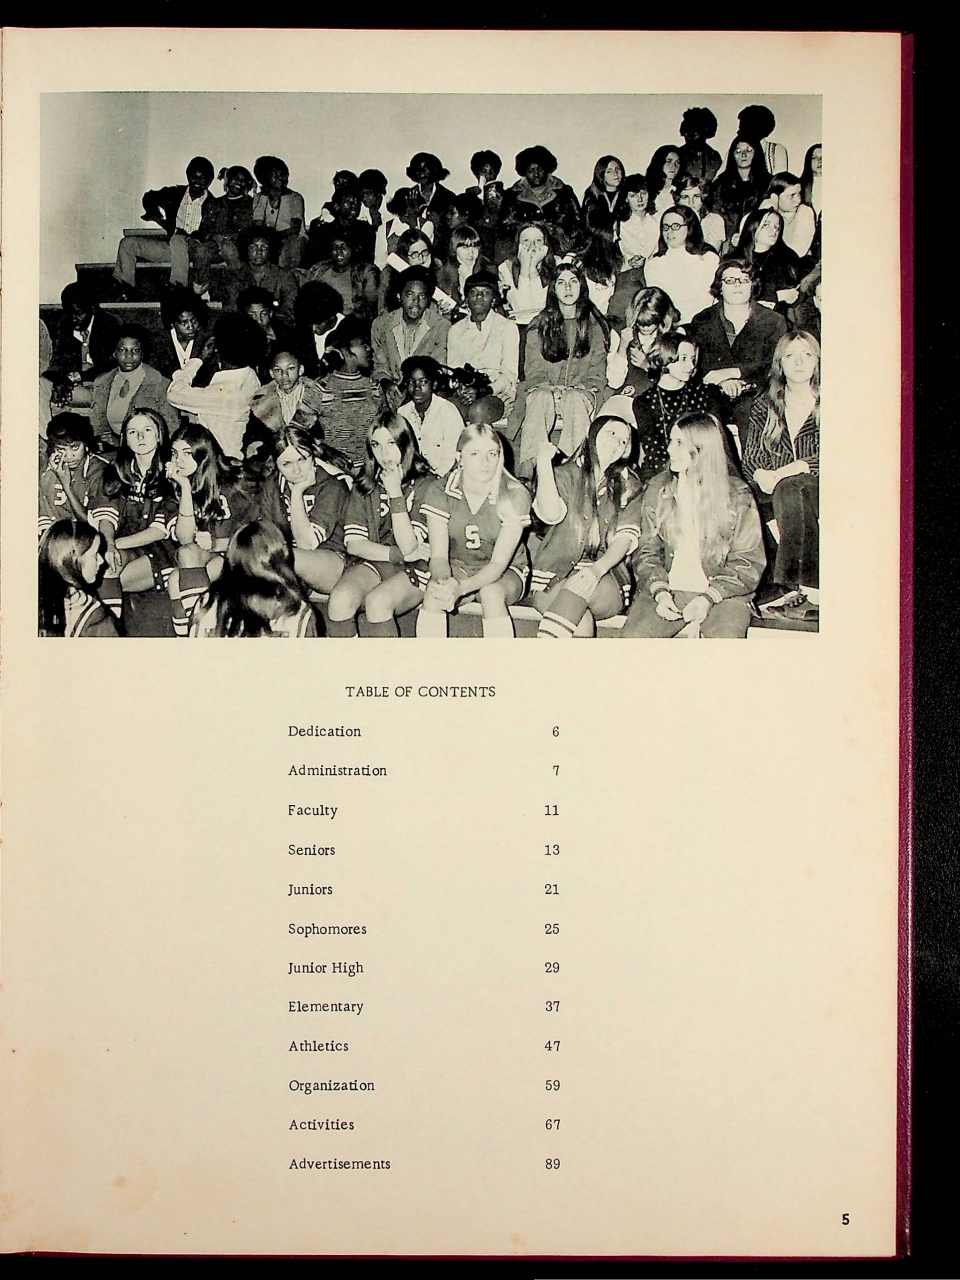 S
TABLE OF CONTENTS
Dedication 6
Administration 7
Faculty 11
Seniors 13
Juniors 21
Sophomores 25
Junior High 29
Elementary 37
Athletics 47
Organization 59
Activities 67
Advertisements 89
5